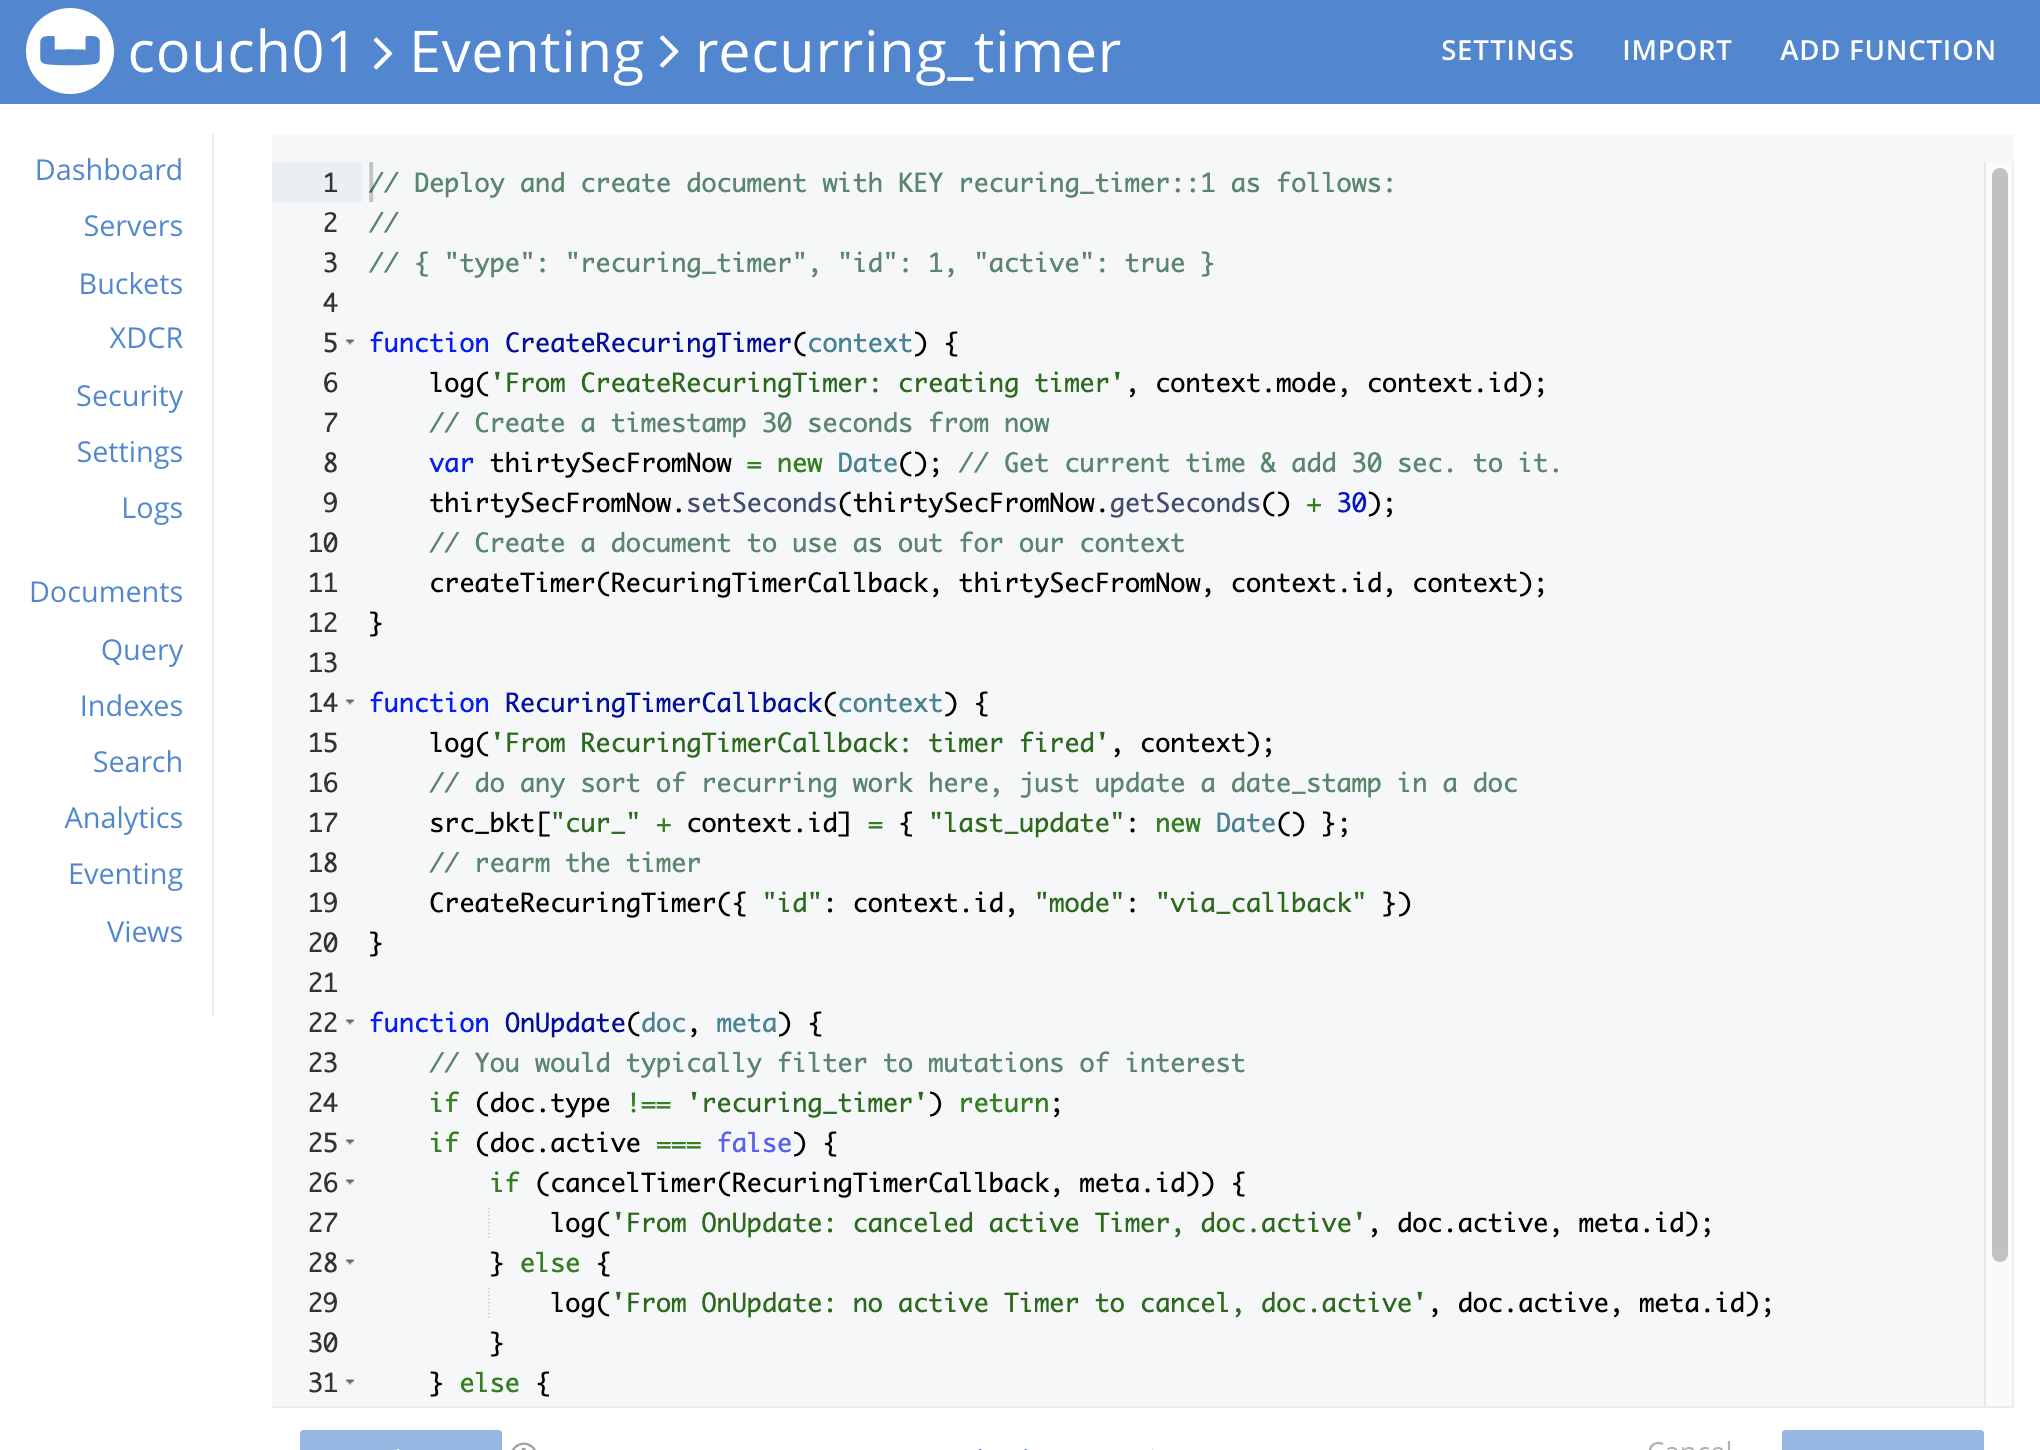 couch01 > Eventing > recurring_timer
SETTINGS IMPORT ADD FUNCTION
Dashboard
Servers
Buckets
XDCR
Security
Settings
Logs
Documents
Query
Indexes
Search
Analytics
Eventing
Views
1 // Deploy and create document with KEY recuring_timer::1 as follows:
2 //
3 // { "type": "recuring_timer", "id": 1, "active": true }
4
5 function CreateRecuringTimer(context) {
6     log('From CreateRecuringTimer: creating timer', context.mode, context.id);
7     // Create a timestamp 30 seconds from now
8     var thirtySecFromNow = new Date(); // Get current time & add 30 sec. to it.
9     thirtySecFromNow.setSeconds(thirtySecFromNow.getSeconds() + 30);
10     // Create a document to use as out for our context
11     createTimer(RecuringTimerCallback, thirtySecFromNow, context.id, context);
12 }
13
14 function RecuringTimerCallback(context) {
15     log('From RecuringTimerCallback: timer fired', context);
16     // do any sort of recurring work here, just update a date_stamp in a doc
17     src_bkt["cur_" + context.id] = { "last_update": new Date() };
18     // rearm the timer
19     CreateRecuringTimer({ "id": context.id, "mode": "via_callback" })
20 }
21
22 function OnUpdate(doc, meta) {
23     // You would typically filter to mutations of interest
24     if (doc.type !== 'recuring_timer') return;
25     if (doc.active === false) {
26         if (cancelTimer(RecuringTimerCallback, meta.id)) {
27             log('From OnUpdate: canceled active Timer, doc.active', doc.active, meta.id);
28         } else {
29             log('From OnUpdate: no active Timer to cancel, doc.active', doc.active, meta.id);
30         }
31     } else {
Cancel